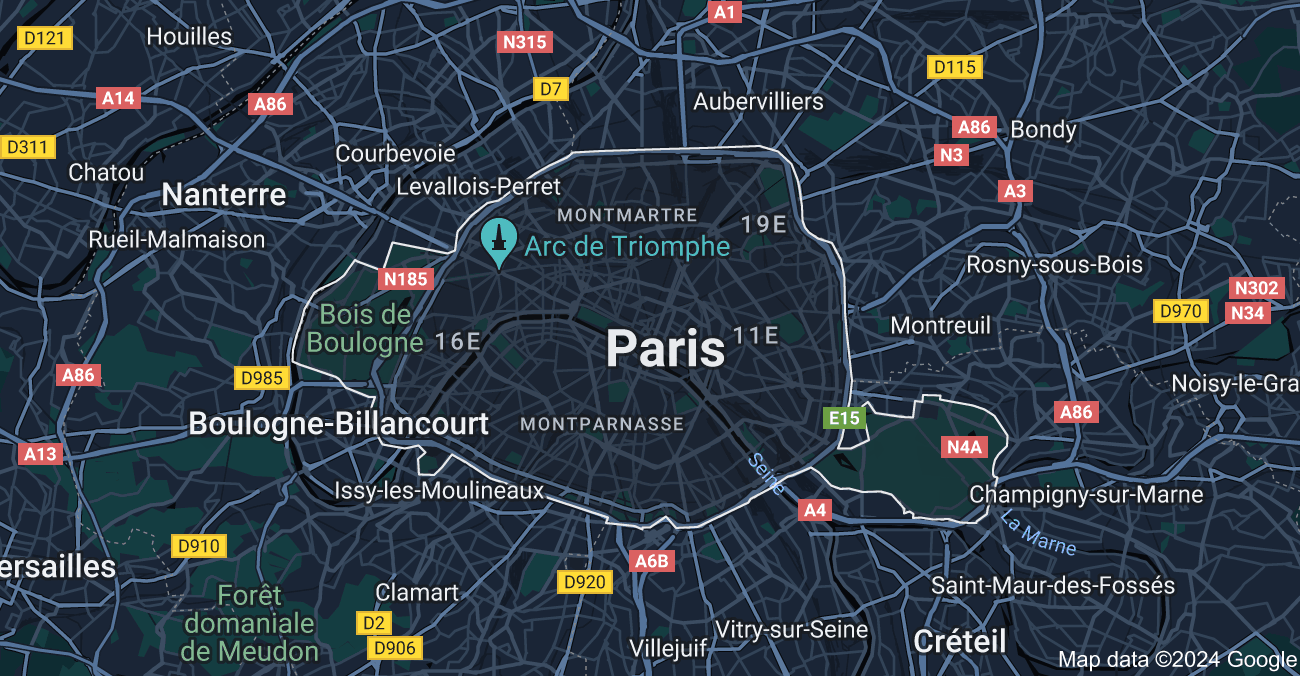 A1
D121
Houilles
N315
D115
D7
A14
A86
Aubervilliers
A86
Bondy
D311
Courbevoie
N3
Chatou
Levallois-Perret
A3
Nanterre
MONTMARTRE
19E
Rueil-Malmaison
Arc de Triomphe
Rosny-sous-Bois
N185
N302
Bois de
Boulogne
D970
N34
Montreuil
16E
Paris
11E
A86
D985
Noisy-le-Gra
A86
Boulogne-Billancourt
MONTPARNASSE
E15
A13
N4A
Seine
Issy-les-Moulineaux
Champigny-sur-Marne
A4
La Marne
D910
ersailles
A6B
D920
Saint-Maur-des-Fossés
Forêt
domaniale
de Meudon
Clamart
D2
Vitry-sur-Seine
D906
Villejuif
Créteil
Map data ©2024 Google